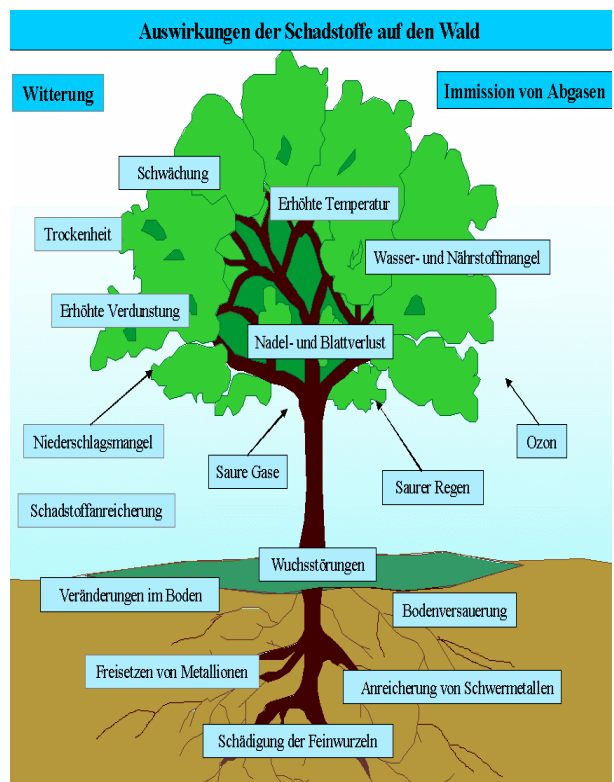 Auswirkungen der Schadstoffe auf den Wald
Witterung
Immission von Abgasen
Schwächung
Erhöhte Temperatur
Trockenheit
Wasser- und Nährstoffmangel
Erhöhte Verdunstung
Nadel- und Blattverlust
Niederschlagsmangel
Ozon
Saure Gase
Saurer Regen
Schadstoffanreicherung
Wuchsstörungen
Veränderungen im Boden
Bodenversauerung
Freisetzen von Metallionen
Anreicherung von Schwermetallen
Schädigung der Feinwurzeln